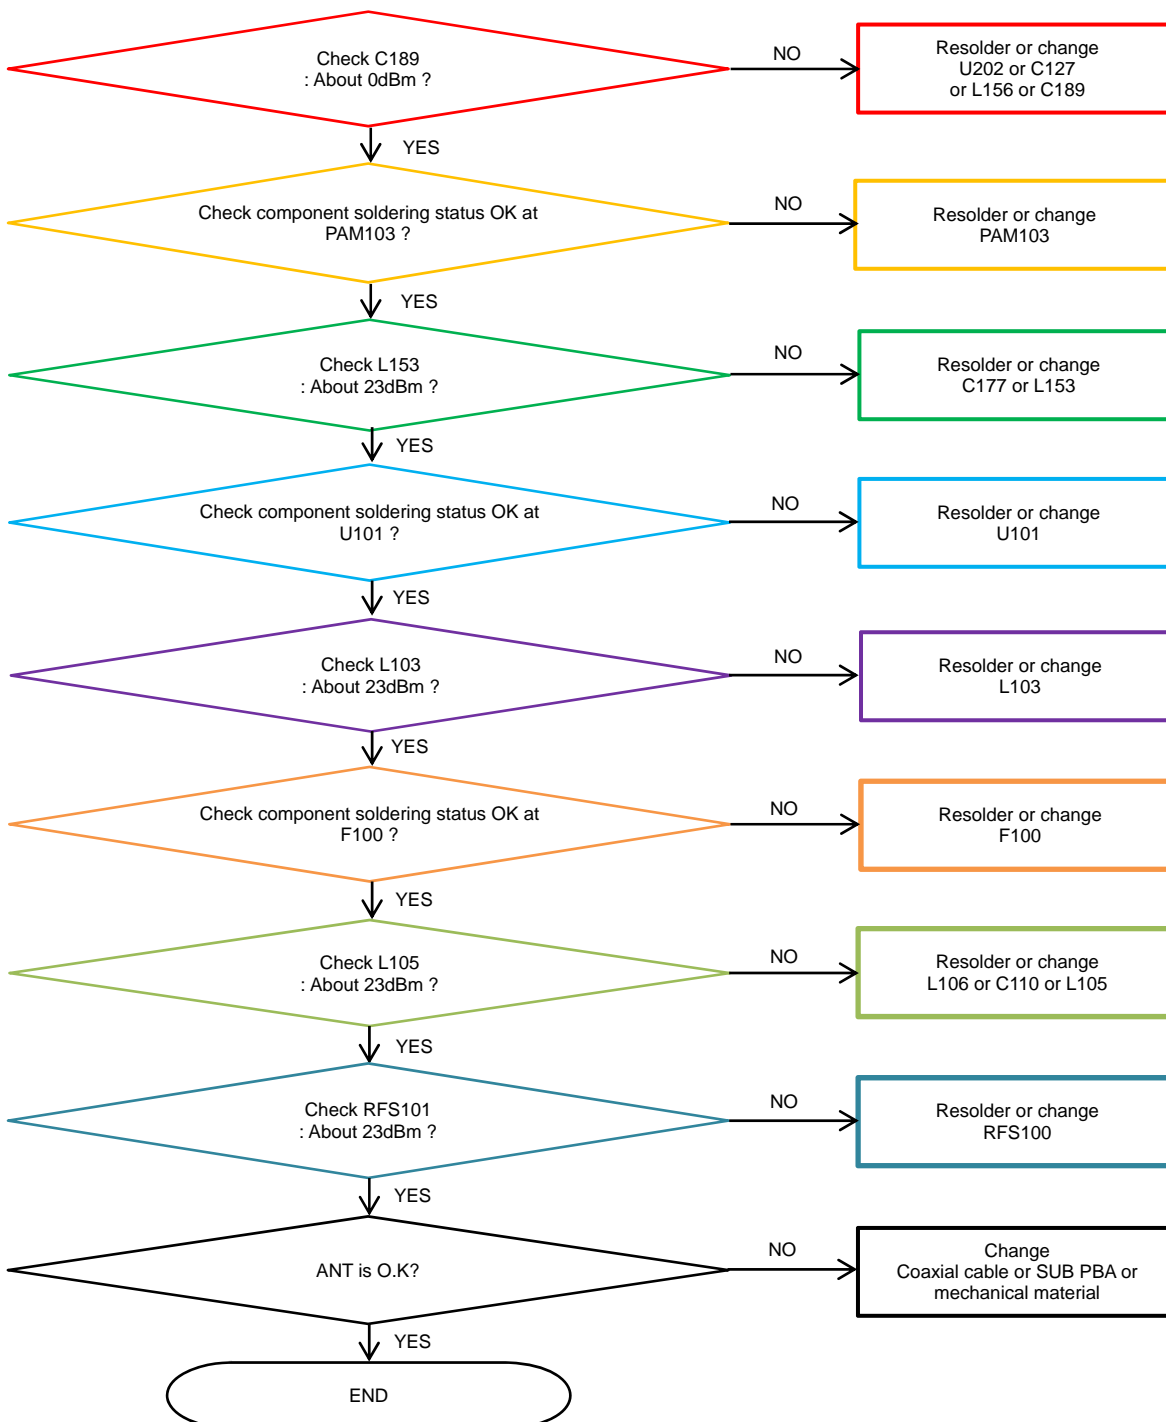 Check C189
: About 0dBm ?
NO
Resolder or change
U202 or C127
or L156 or C189
YES
Check component soldering status OK at
PAM103 ?
NO
Resolder or change
PAM103
YES
Check L153
: About 23dBm ?
NO
Resolder or change
C177 or L153
YES
Check component soldering status OK at
U101 ?
NO
Resolder or change
U101
YES
Check L103
: About 23dBm ?
NO
Resolder or change
L103
YES
Check component soldering status OK at
F100 ?
NO
Resolder or change
F100
YES
Check L105
: About 23dBm ?
NO
Resolder or change
L106 or C110 or L105
YES
Check RFS101
: About 23dBm ?
NO
Resolder or change
RFS100
YES
ANT is O.K?
NO
Change
Coaxial cable or SUB PBA or
mechanical material
YES
END